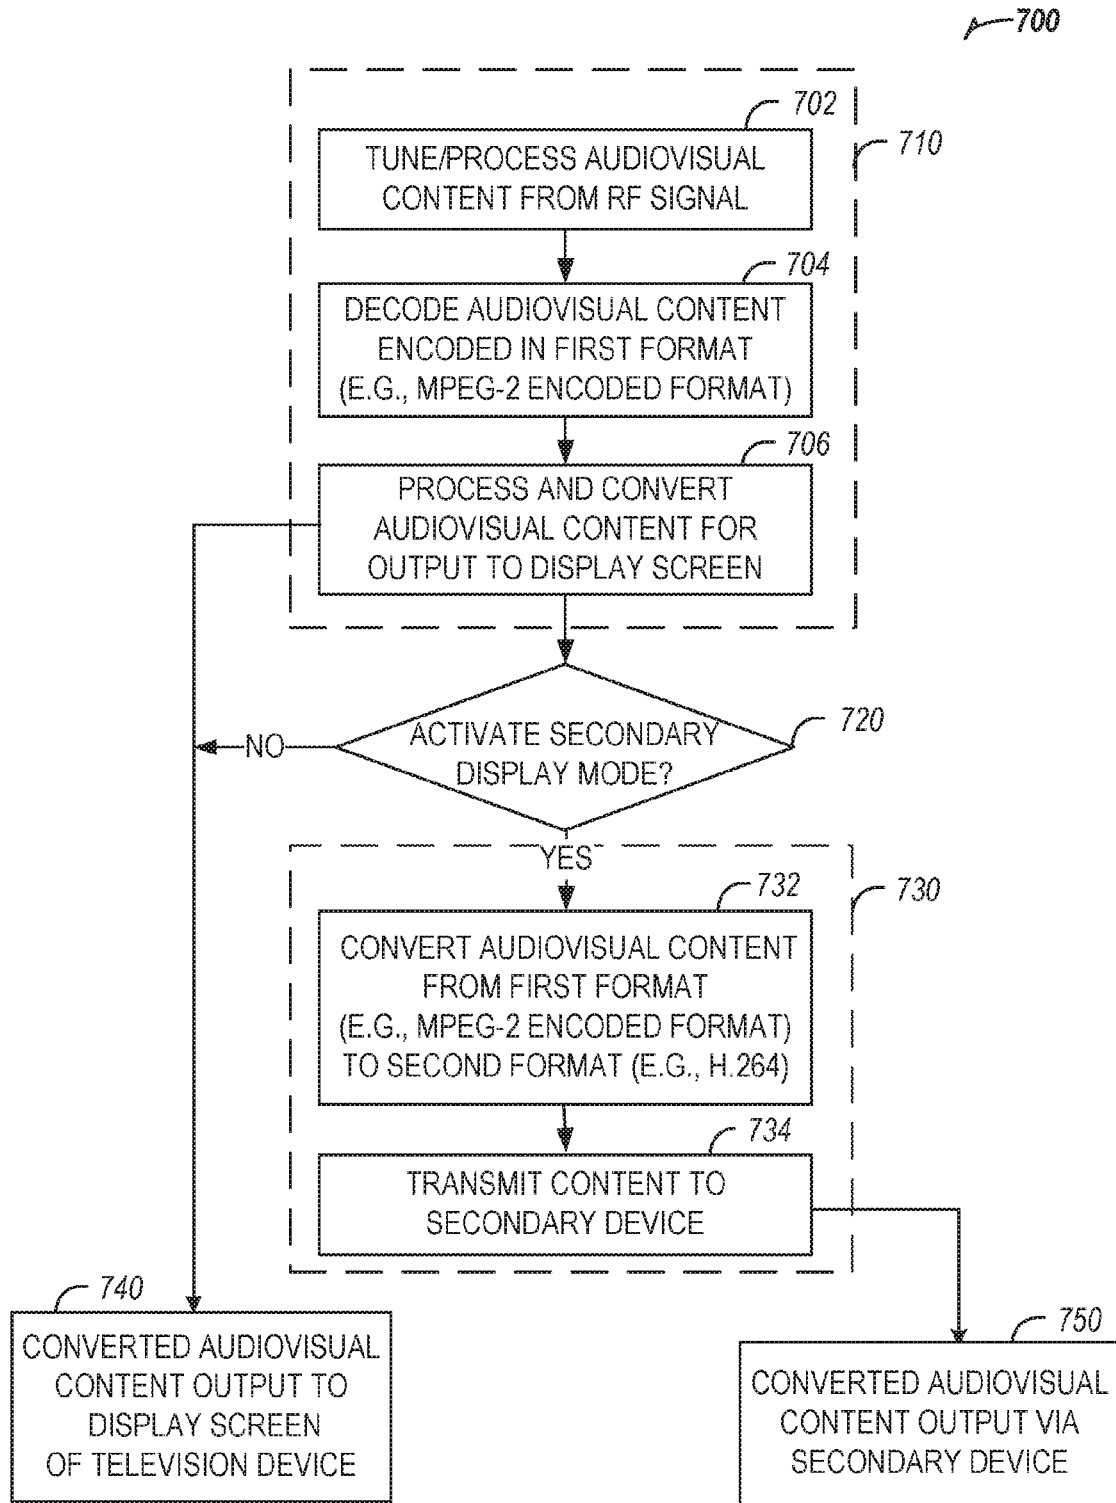 700
702
710
TUNE/PROCESS AUDIOVISUAL
CONTENT FROM RF SIGNAL
704
DECODE AUDIOVISUAL CONTENT
ENCODED IN FIRST FORMAT
(E.G., MPEG-2 ENCODED FORMAT)
706
PROCESS AND CONVERT
AUDIOVISUAL CONTENT FOR
OUTPUT TO DISPLAY SCREEN
720
ACTIVATE SECONDARY
DISPLAY MODE?
NO
YES
732
730
CONVERT AUDIOVISUAL CONTENT
FROM FIRST FORMAT
(E.G., MPEG-2 ENCODED FORMAT)
TO SECOND FORMAT (E.G., H.264)
734
TRANSMIT CONTENT TO
SECONDARY DEVICE
740
CONVERTED AUDIOVISUAL
CONTENT OUTPUT TO
DISPLAY SCREEN
OF TELEVISION DEVICE
750
CONVERTED AUDIOVISUAL
CONTENT OUTPUT VIA
SECONDARY DEVICE